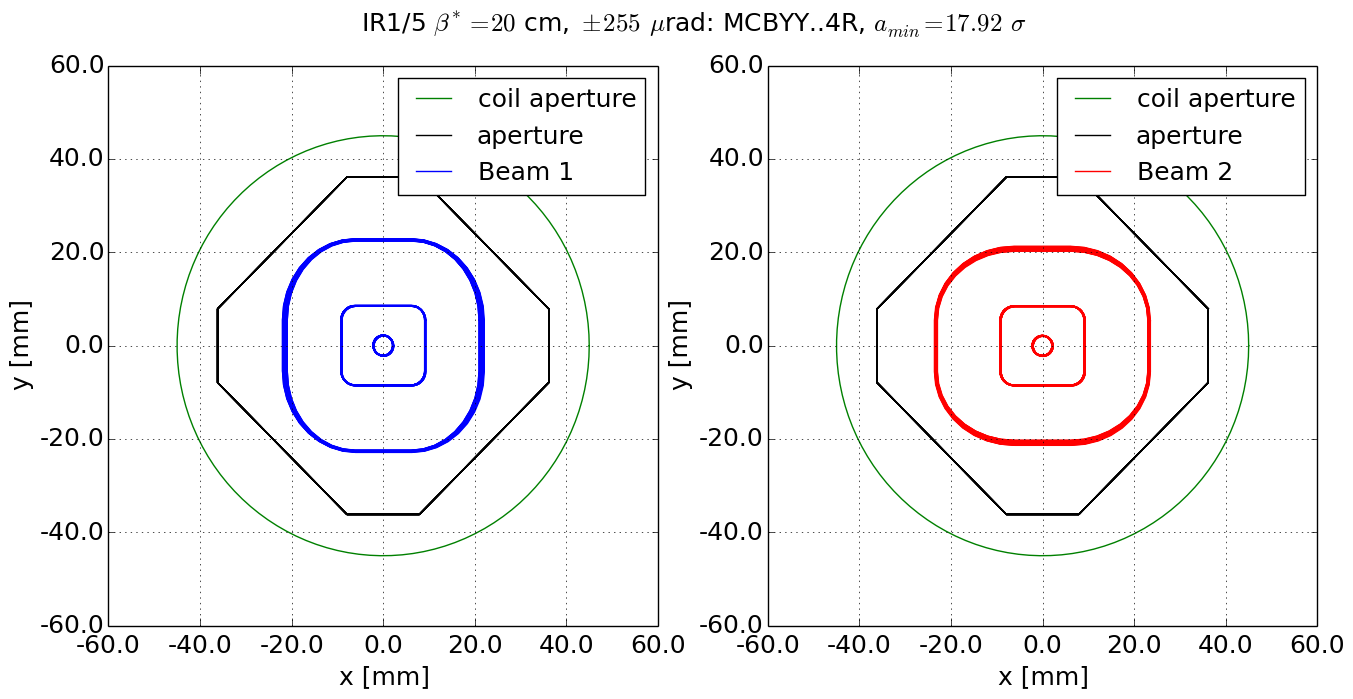 IR1/5 β* =20 cm, ±255 μrad: MCBYY..4R, a_min=17.92 σ
60.0
40.0
20.0
0.0
-20.0
-40.0
-60.0
y [mm]
-60.0 -40.0 -20.0 0.0 20.0 40.0 60.0
x [mm]
coil aperture
aperture
Beam 1
60.0
40.0
20.0
0.0
-20.0
-40.0
-60.0
y [mm]
-60.0 -40.0 -20.0 0.0 20.0 40.0 60.0
x [mm]
coil aperture
aperture
Beam 2